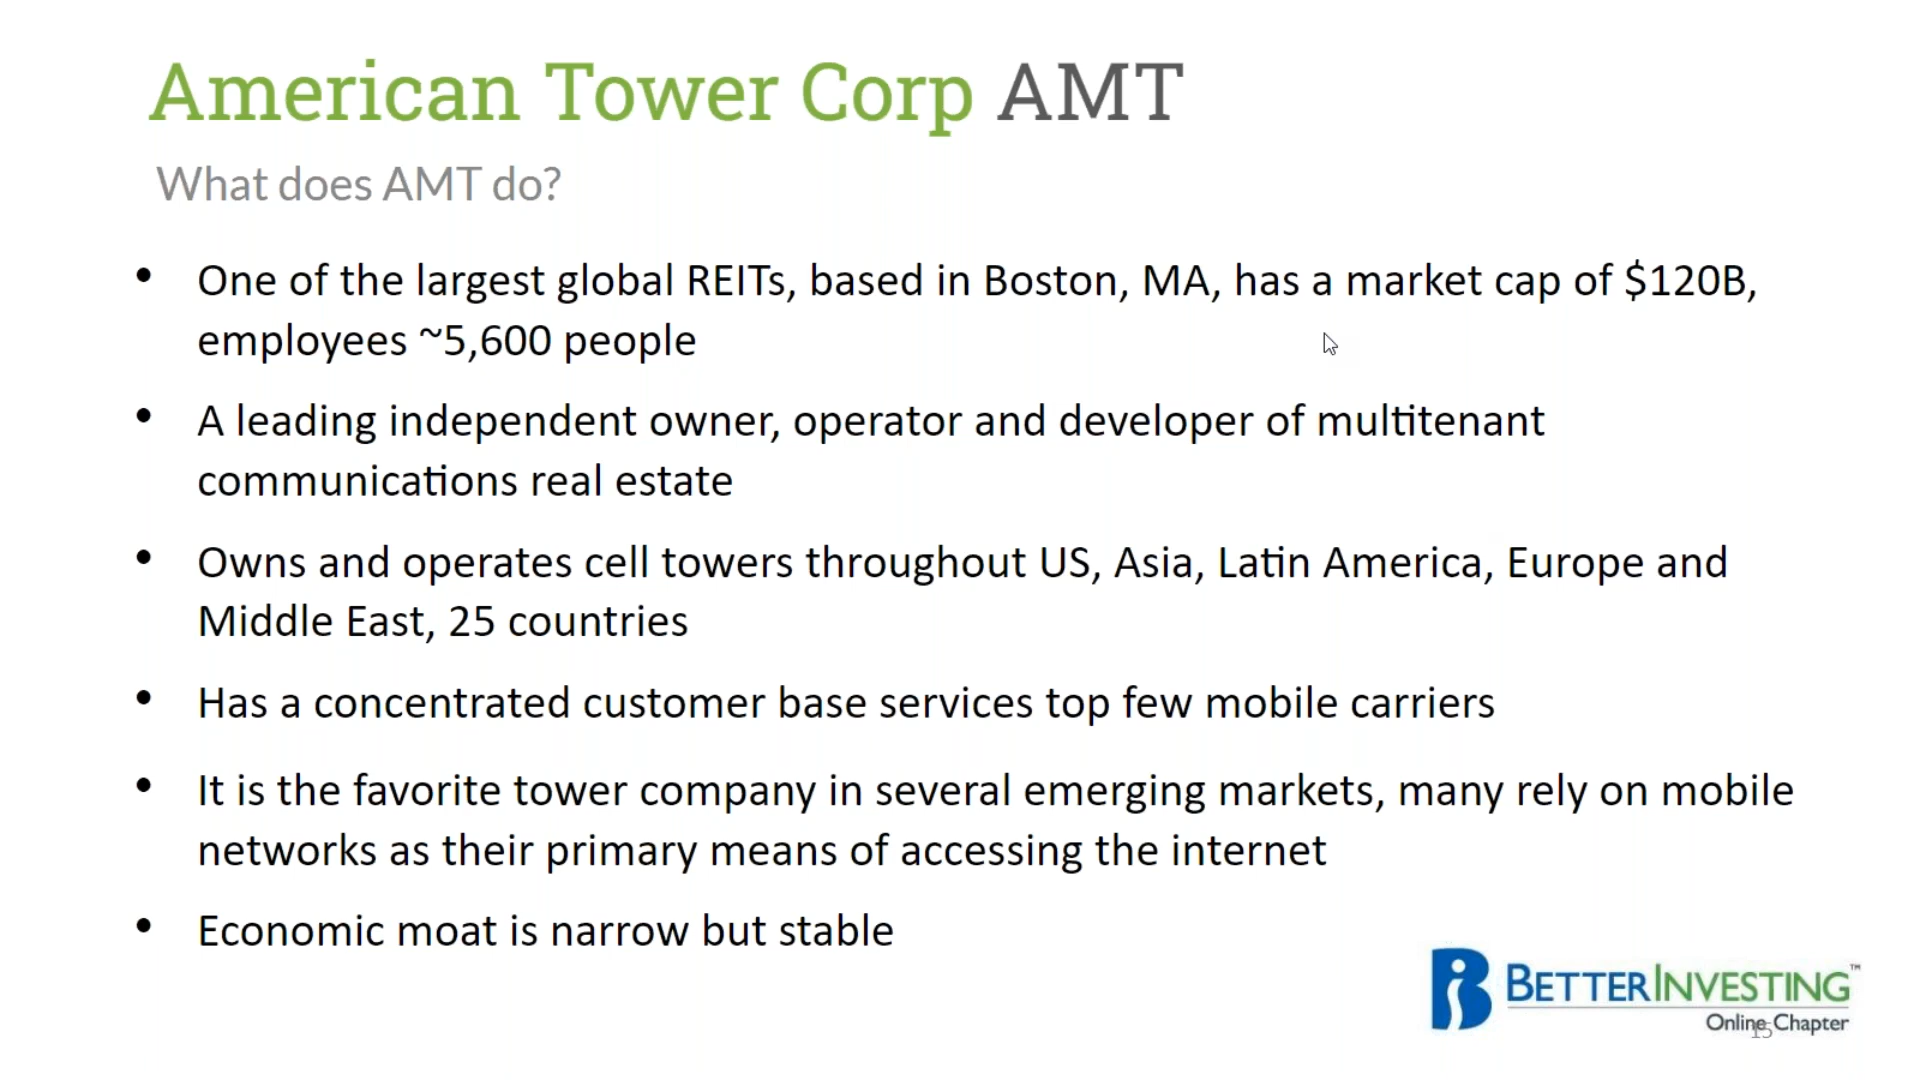 American Tower Corp AMT
What does AMT do?
• One of the largest global REITs, based in Boston, MA, has a market cap of $120B,
employees ~5,600 people
• A leading independent owner, operator and developer of multitenant
communications real estate
• Owns and operates cell towers throughout US, Asia, Latin America, Europe and
Middle East, 25 countries
• Has a concentrated customer base services top few mobile carriers
• It is the favorite tower company in several emerging markets, many rely on mobile
networks as their primary means of accessing the internet
• Economic moat is narrow but stable
BETTERINVESTING™
Online Chapter
15